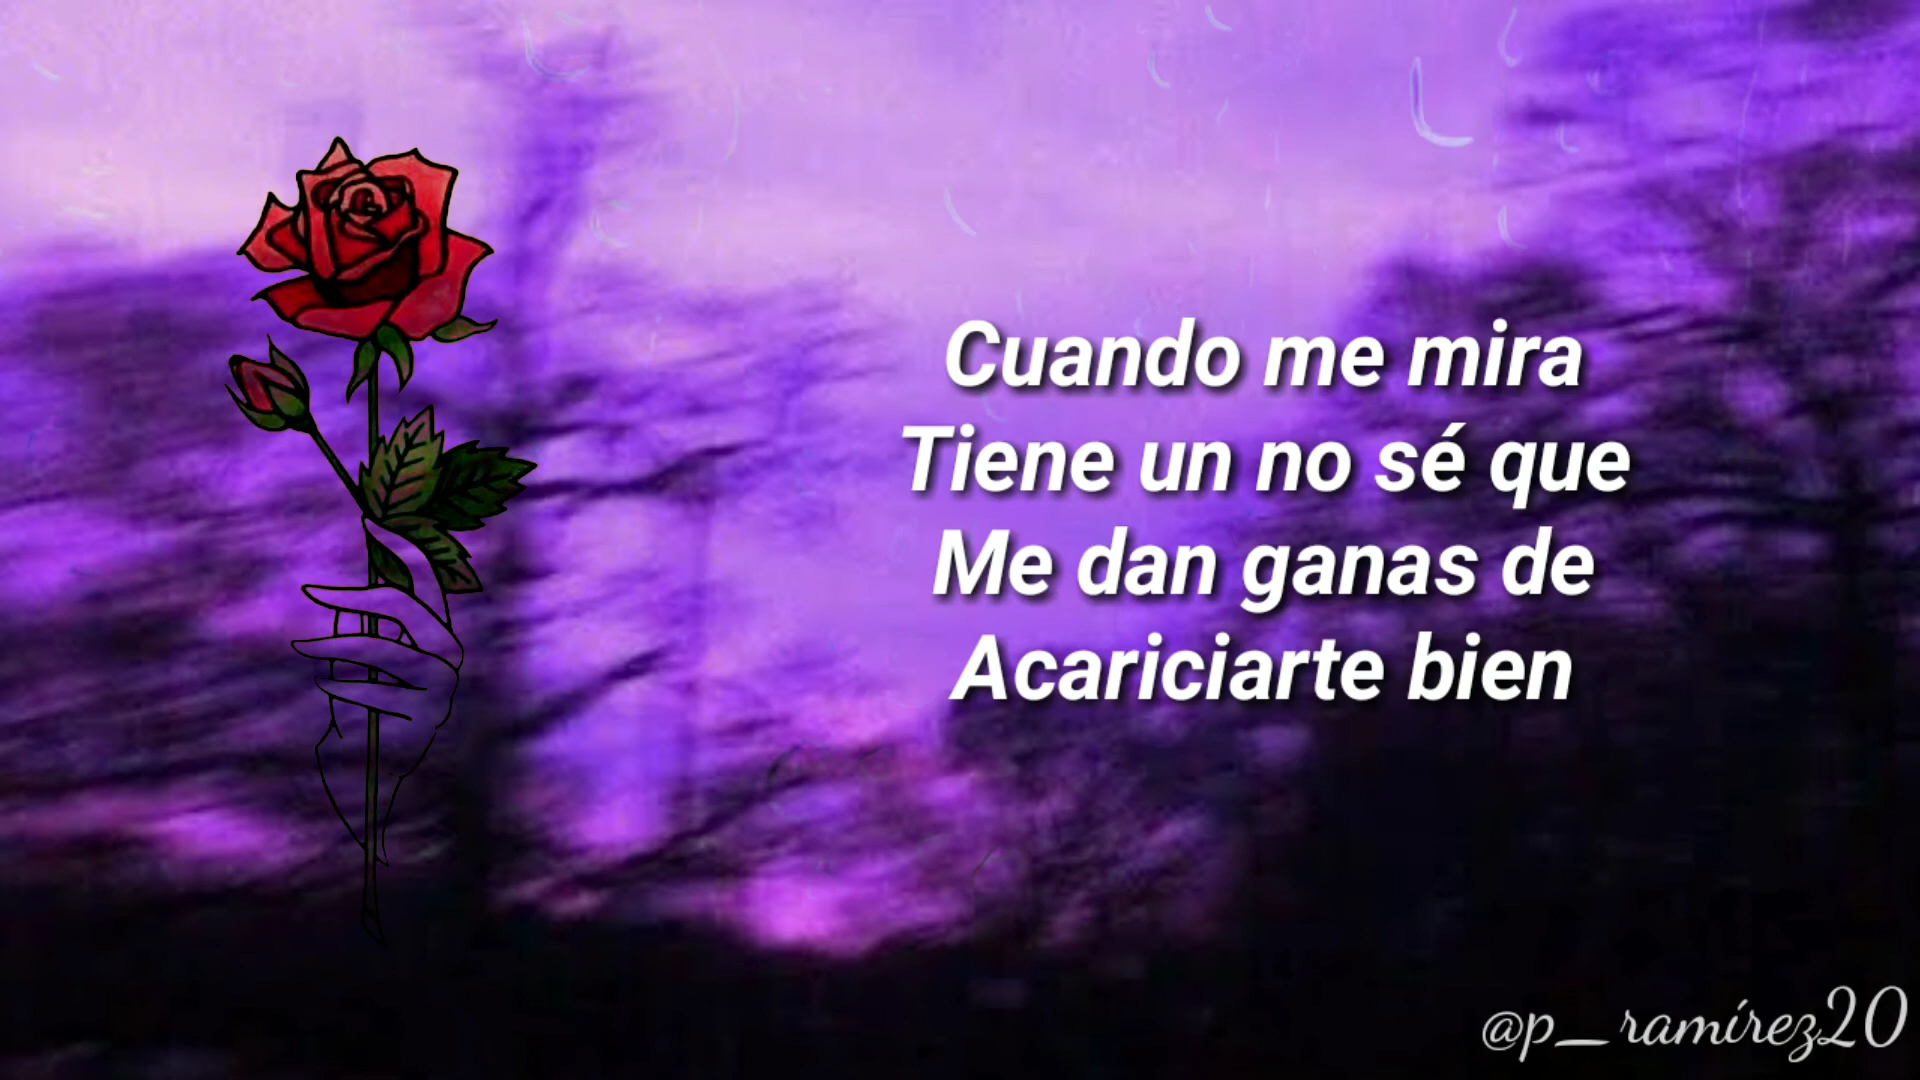 Cuando me mira
Tiene un no sé que
Me dan ganas de
Acariciarte bien
@p_ramírez20